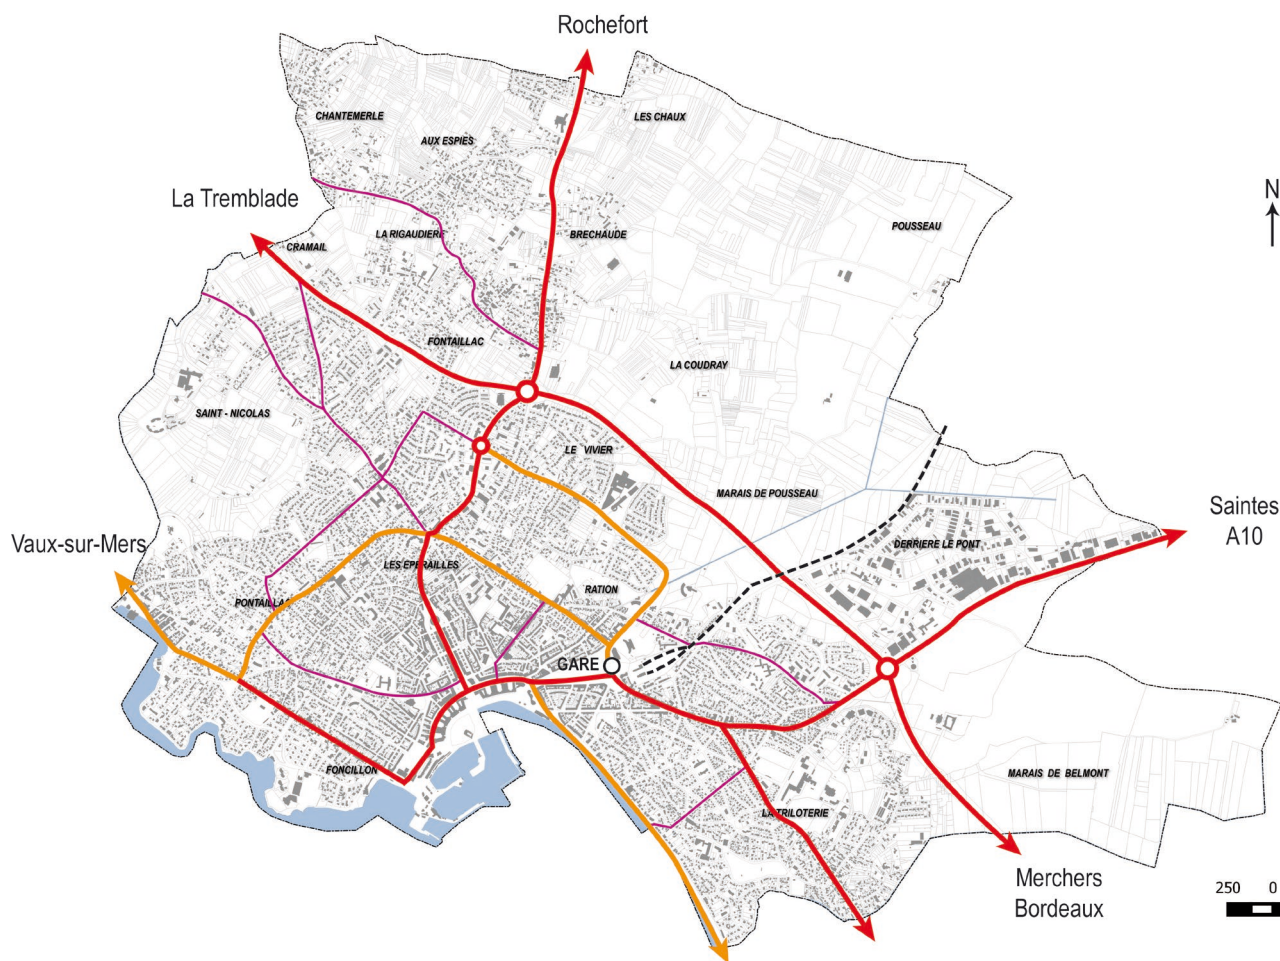 Rochefort
CHANTEMERLE
LES CHAUX
AUX ESPIES
La Tremblade
N
CRAMAIL
LA RIGAUDIERE
BRECHAUDE
POUSSEAU
FONTAILLAC
LA COUDRAY
SAINT - NICOLAS
LE VIVIER
MARAIS DE POUSSEAU
Saintes
A10
Vaux-sur-Mers
DERRIERE LE PONT
LES EPERAILLES
RATION
PONTAILLAC
GARE
FONCILLON
MARAIS DE BELMONT
LA TRILOTERIE
Merchers
Bordeaux
250 0